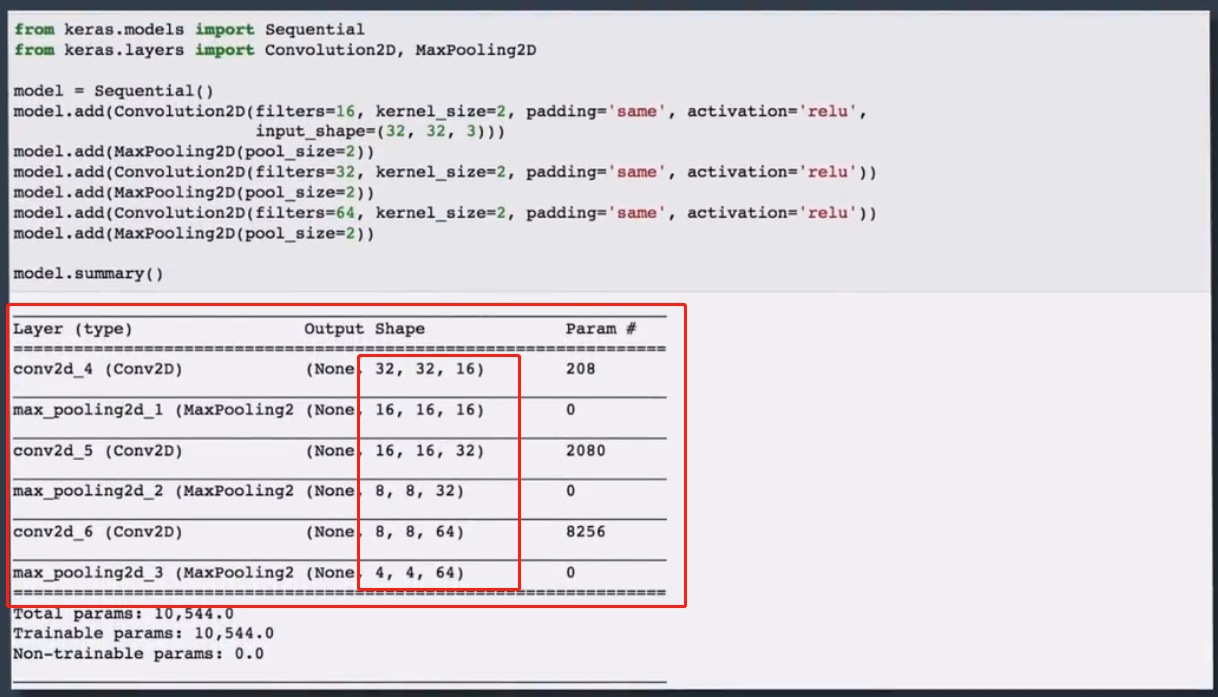 from keras.models import Sequential
from keras.layers import Convolution2D, MaxPooling2D
model = Sequential()
model.add(Convolution2D(filters=16, kernel_size=2, padding='same', activation='relu',
input_shape=(32, 32, 3)))
model.add(MaxPooling2D(pool_size=2))
model.add(Convolution2D(filters=32, kernel_size=2, padding='same', activation='relu'))
model.add(MaxPooling2D(pool_size=2))
model.add(Convolution2D(filters=64, kernel_size=2, padding='same', activation='relu'))
model.add(MaxPooling2D(pool_size=2))
model.summary()
Layer (type) Output Shape Param #
conv2d_4 (Conv2D) (None, 32, 32, 16) 208
max_pooling2d_1 (MaxPooling2 (None, 16, 16, 16) 0
conv2d_5 (Conv2D) (None, 16, 16, 32) 2080
max_pooling2d_2 (MaxPooling2 (None, 8, 8, 32) 0
conv2d_6 (Conv2D) (None, 8, 8, 64) 8256
max_pooling2d_3 (MaxPooling2 (None, 4, 4, 64) 0
Total params: 10,544.0
Trainable params: 10,544.0
Non-trainable params: 0.0